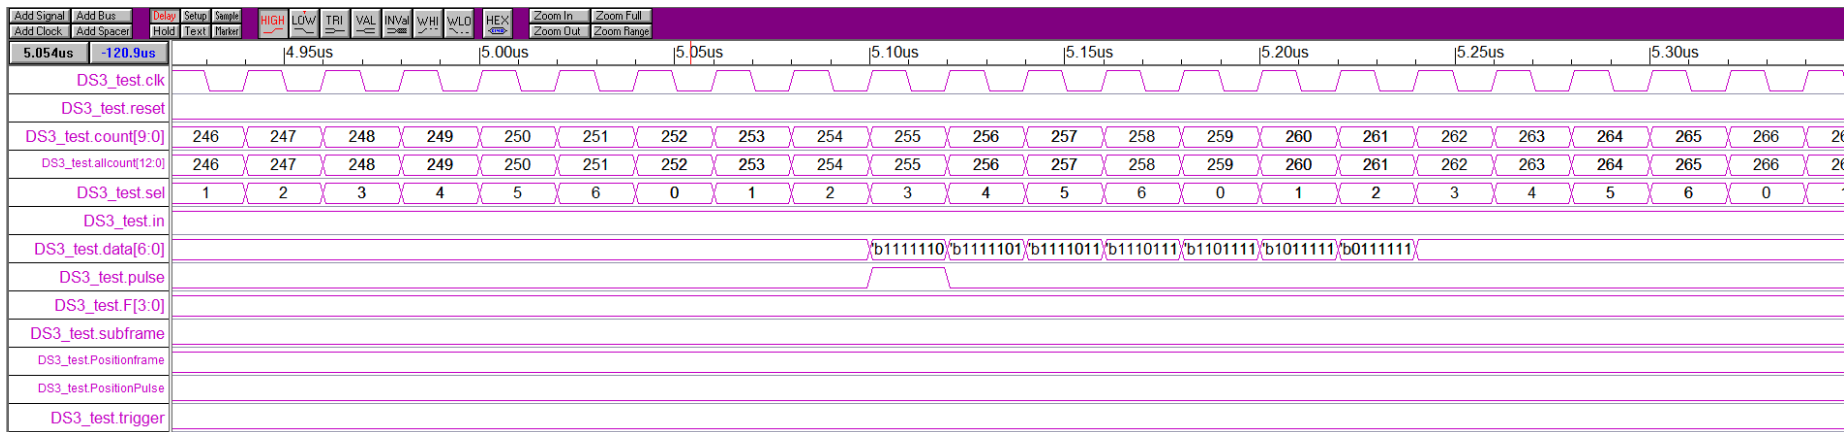 Add Signal Add Bus Delay Setup Sample HIGH LOW TRI VAL INVal WHI WLO HEX Zoom In Zoom Full
Add Clock Add Spacer Hold Text Marker Zoom Out Zoom Range
5.054us -120.9us 4.95us 5.00us 5.05us 5.10us 5.15us 5.20us 5.25us 5.30us
DS3_test.clk
DS3_test.reset
DS3_test.count[9:0] 246 247 248 249 250 251 252 253 254 255 256 257 258 259 260 261 262 263 264 265 266 26
DS3_test.allcount[12:0] 246 247 248 249 250 251 252 253 254 255 256 257 258 259 260 261 262 263 264 265 266 26
DS3_test.sel 1 2 3 4 5 6 0 1 2 3 4 5 6 0 1 2 3 4 5 6 0 1
DS3_test.in
DS3_test.data[6:0] 'b1111110 'b1111101 'b1111011 'b1110111 'b1101111 'b1011111 'b0111111
DS3_test.pulse
DS3_test.F[3:0]
DS3_test.subframe
DS3_test.Positionframe
DS3_test.PositionPulse
DS3_test.trigger